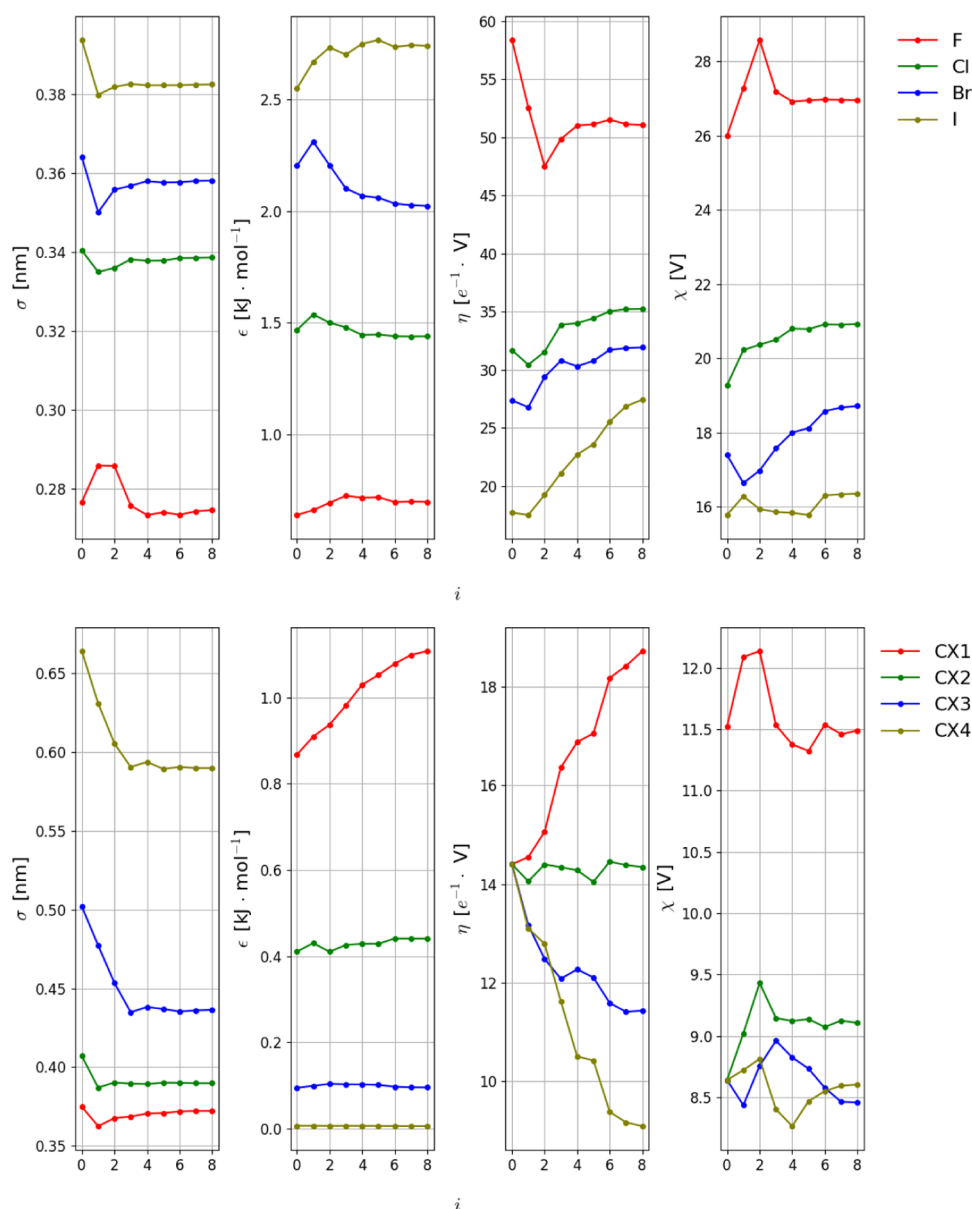 σ [nm]
0.38
0.36
0.34
0.32
0.30
0.28
0 2 4 6 8
ϵ [kJ · mol⁻¹]
2.5
2.0
1.5
1.0
0 2 4 6 8
η [e⁻¹ · V]
60
55
50
45
40
35
30
25
20
0 2 4 6 8
χ [V]
28
26
24
22
20
18
16
0 2 4 6 8
F
Cl
Br
I
i
σ [nm]
0.65
0.60
0.55
0.50
0.45
0.40
0.35
0 2 4 6 8
ϵ [kJ · mol⁻¹]
1.0
0.8
0.6
0.4
0.2
0.0
0 2 4 6 8
η [e⁻¹ · V]
18
16
14
12
10
0 2 4 6 8
χ [V]
12.0
11.5
11.0
10.5
10.0
9.5
9.0
8.5
0 2 4 6 8
CX1
CX2
CX3
CX4
i